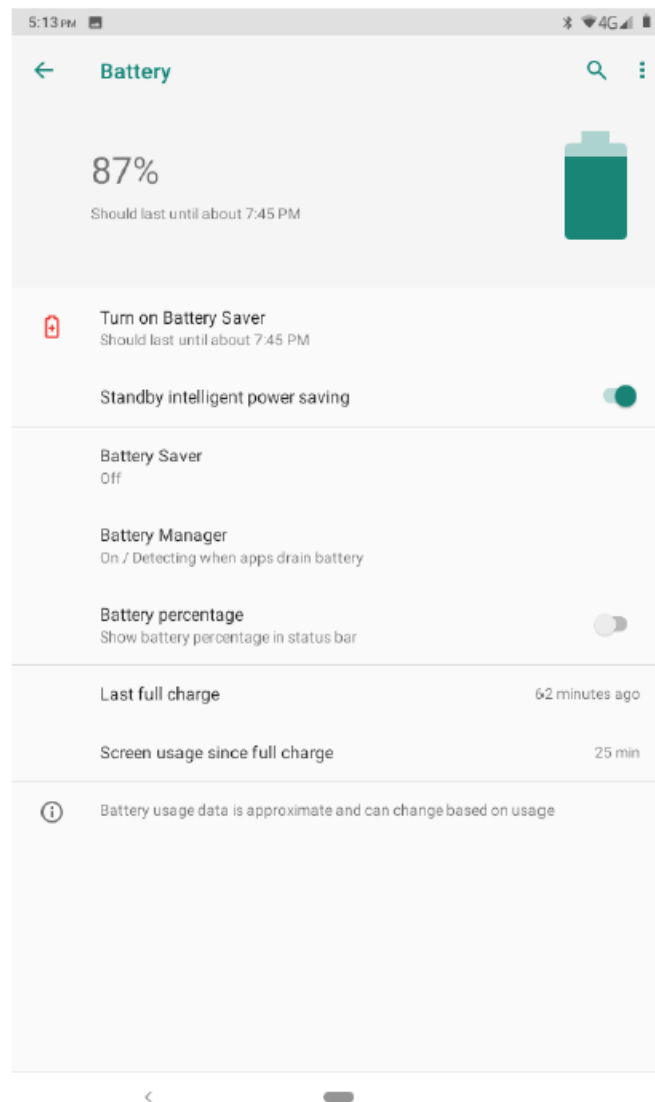 5:13 PM 4G
Battery
87%
Should last until about 7:45 PM
Turn on Battery Saver
Should last until about 7:45 PM
Standby intelligent power saving
Battery Saver
Off
Battery Manager
On / Detecting when apps drain battery
Battery percentage
Show battery percentage in status bar
Last full charge 62 minutes ago
Screen usage since full charge 25 min
Battery usage data is approximate and can change based on usage